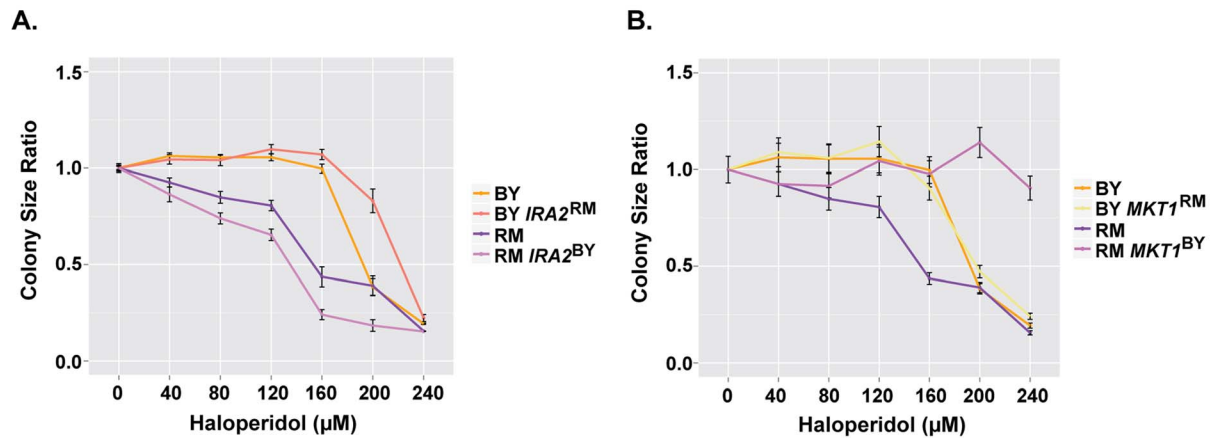 A.
Colony Size Ratio
1.5
1.0
0.5
0.0
0 40 80 120 160 200 240
Haloperidol (µM)
BY
BY IRA2RM
RM
RM IRA2BY
B.
Colony Size Ratio
1.5
1.0
0.5
0.0
0 40 80 120 160 200 240
Haloperidol (µM)
BY
BY MKT1RM
RM
RM MKT1BY